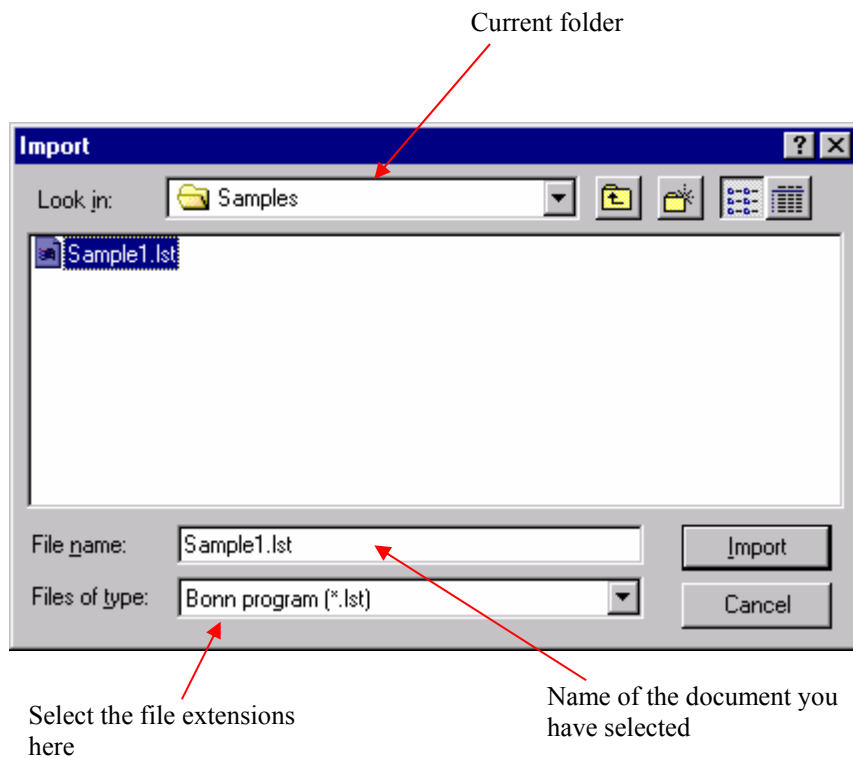 Current folder
Import
Look in: Samples
Sample1.lst
File name: Sample1.lst Import
Files of type: Bonn program (*.lst) Cancel
Select the file extensions
here
Name of the document you
have selected